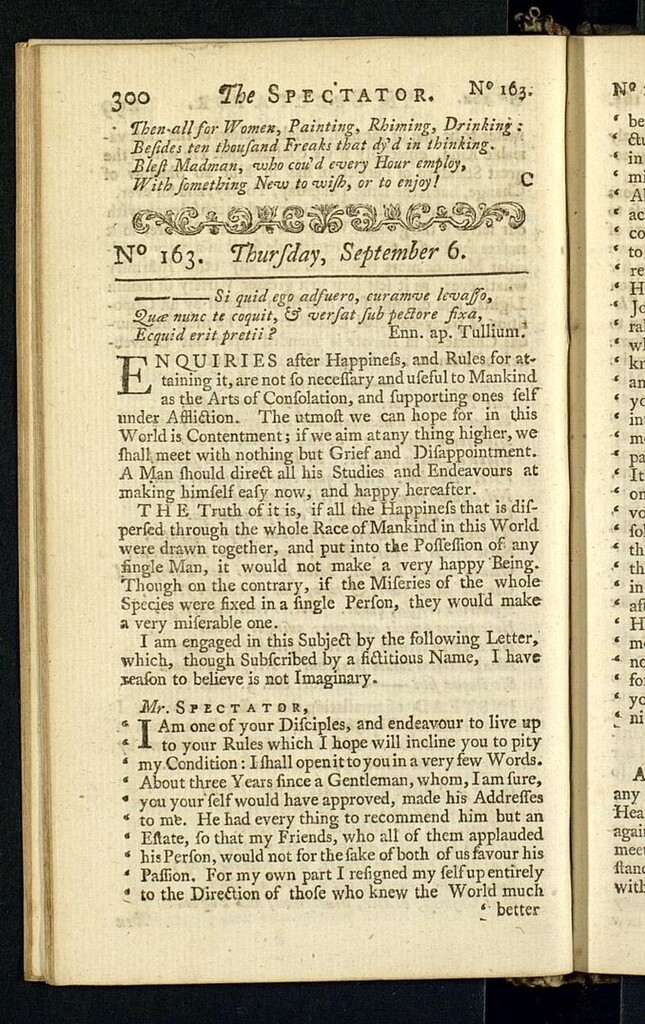 300 The SPECTATOR. Nº 163.
Then all for Women, Painting, Rhiming, Drinking:
Beſides ten thouſand Freaks that dy'd in thinking.
Bleſt Madman, who cou'd every Hour employ,
With ſomething New to wiſh, or to enjoy! C
Nº 163. Thurſday, September 6.
——— Si quid ego adfuero, curamve levaſſo,
Quæ nunc te coquit, & verſat ſub pectore fixa,
Ecquid erit pretii? Enn. ap. Tullium.
ENQUIRIES after Happineſs, and Rules for at-
taining it, are not ſo neceſſary and uſeful to Mankind
as the Arts of Conſolation, and ſupporting ones ſelf
under Affliction. The utmoſt we can hope for in this
World is Contentment; if we aim at any thing higher, we
ſhall meet with nothing but Grief and Diſappointment.
A Man ſhould direct all his Studies and Endeavours at
making himſelf eaſy now, and happy hereafter.
THE Truth of it is, if all the Happineſs that is diſ-
perſed through the whole Race of Mankind in this World
were drawn together, and put into the Poſſeſſion of any
ſingle Man, it would not make a very happy Being.
Though on the contrary, if the Miſeries of the whole
Species were fixed in a ſingle Perſon, they would make
a very miſerable one.
I am engaged in this Subject by the following Letter,
which, though Subſcribed by a fictitious Name, I have
reaſon to believe is not Imaginary.
Mr. SPECTATOR,
‘ I Am one of your Diſciples, and endeavour to live up
‘ to your Rules which I hope will incline you to pity
‘ my Condition: I ſhall open it to you in a very few Words.
‘ About three Years ſince a Gentleman, whom, I am ſure,
‘ you your ſelf would have approved, made his Addreſſes
‘ to me. He had every thing to recommend him but an
‘ Eſtate, ſo that my Friends, who all of them applauded
‘ his Perſon, would not for the ſake of both of us favour his
‘ Paſſion. For my own part I reſigned my ſelf up entirely
‘ to the Direction of thoſe who knew the World much
‘ better
Nº
‘ be
‘ in
‘ to
any
Hea
agai
meet
ſtanc
with